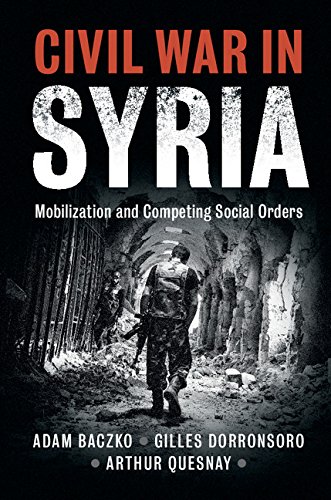 CIVIL WAR IN
SYRIA
Mobilization and Competing Social Orders
ADAM BACZKO • GILLES DORRONSORO
• ARTHUR QUESNAY •